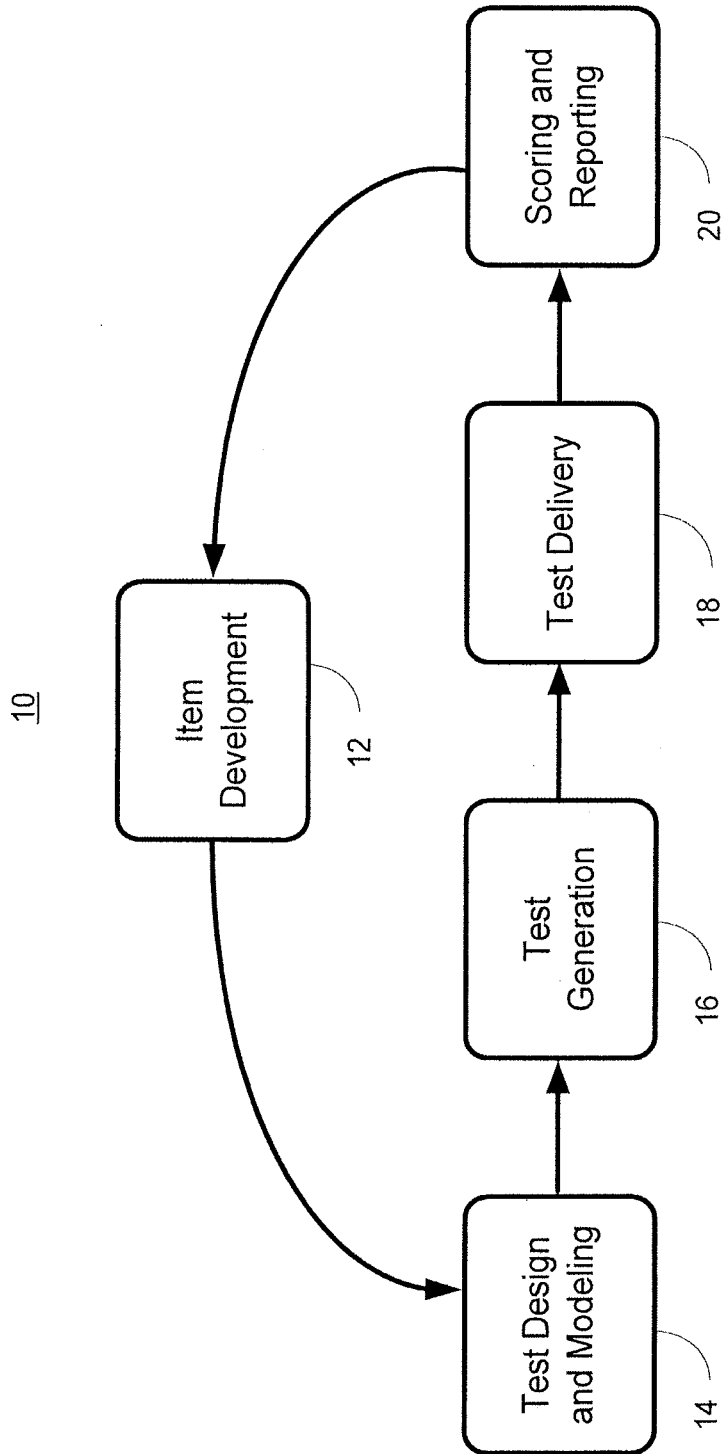 10
Item
Development
12
Test Design
and Modeling
14
Test
Generation
16
Test Delivery
18
Scoring and
Reporting
20